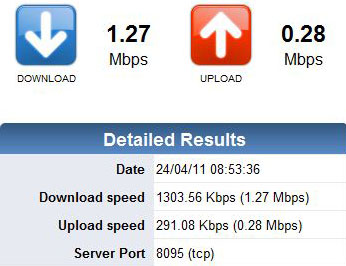 1.27
Mbps
DOWNLOAD
0.28
Mbps
UPLOAD
Detailed Results
Date 24/04/11 08:53:36
Download speed 1303.56 Kbps (1.27 Mbps)
Upload speed 291.08 Kbps (0.28 Mbps)
Server Port 8095 (tcp)